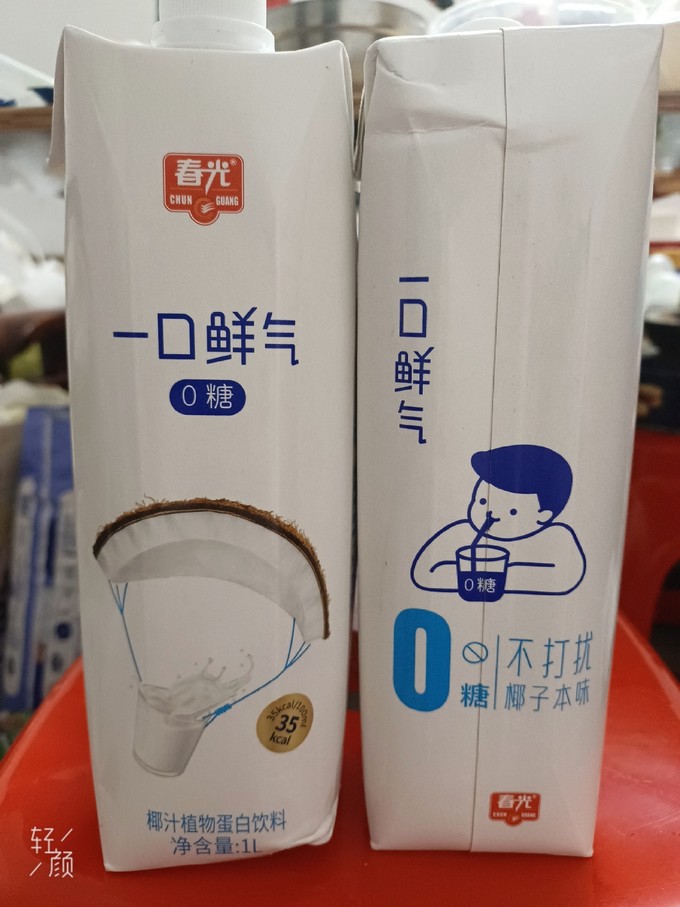 春光®
CHUN GUANG
一口鲜气
0糖
35kcal/100ml
35
kcal
椰汁植物蛋白饮料
净含量:1L
一口鲜气
0糖
0糖
不打扰
椰子本味
春光®
CHUN GUANG
轻颜